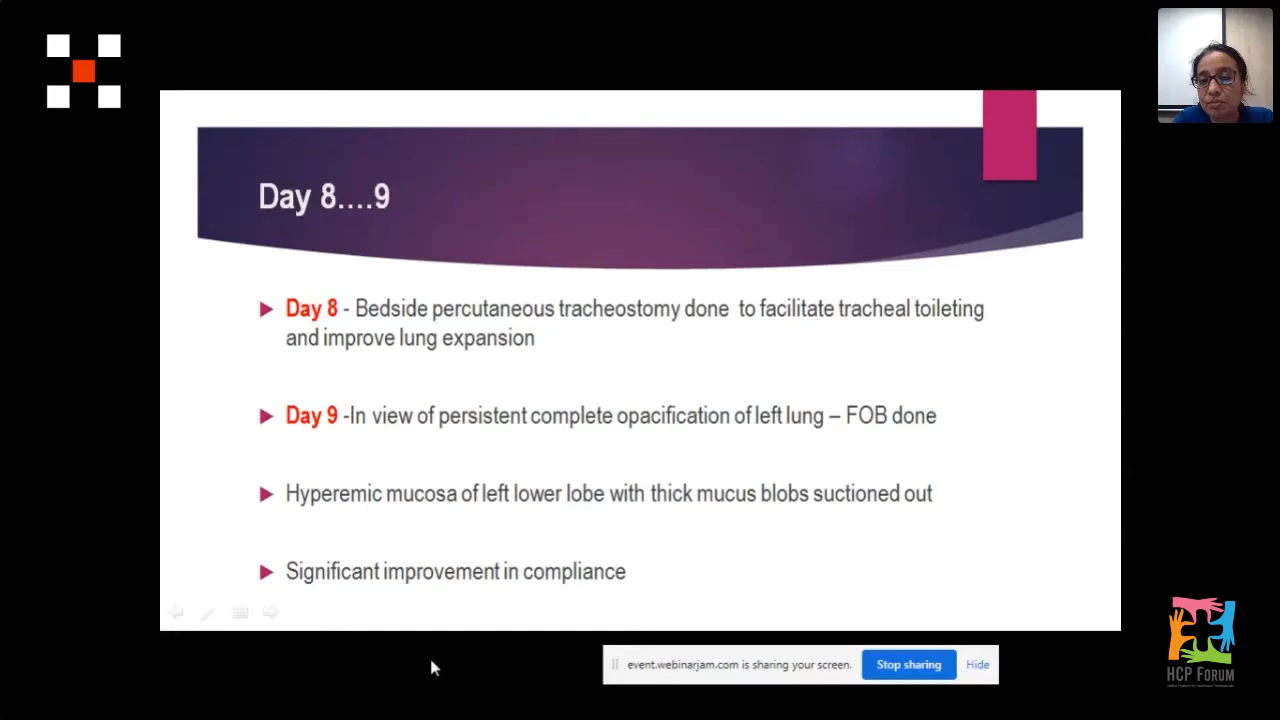 Day 8....9
Day 8 - Bedside percutaneous tracheostomy done to facilitate tracheal toileting
and improve lung expansion
Day 9 -In view of persistent complete opacification of left lung – FOB done
Hyperemic mucosa of left lower lobe with thick mucus blobs suctioned out
Significant improvement in compliance
event.webinarjam.com is sharing your screen.
Stop sharing
Hide
HCP FORUM